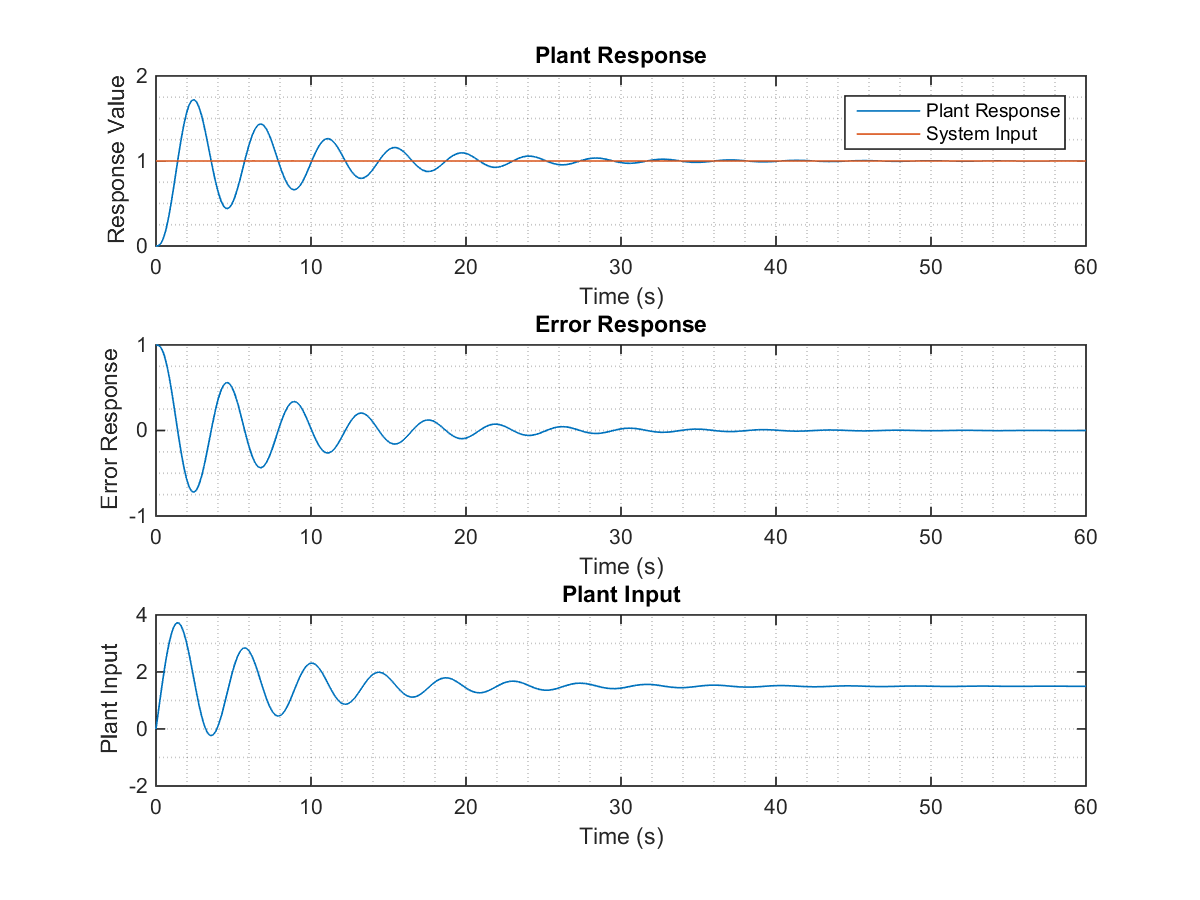 Plant Response
2
1
0
Response Value
Plant Response
System Input
0 10 20 30 40 50 60
Time (s)
Error Response
1
0
-1
Error Response
0 10 20 30 40 50 60
Time (s)
Plant Input
4
2
0
-2
Plant Input
0 10 20 30 40 50 60
Time (s)